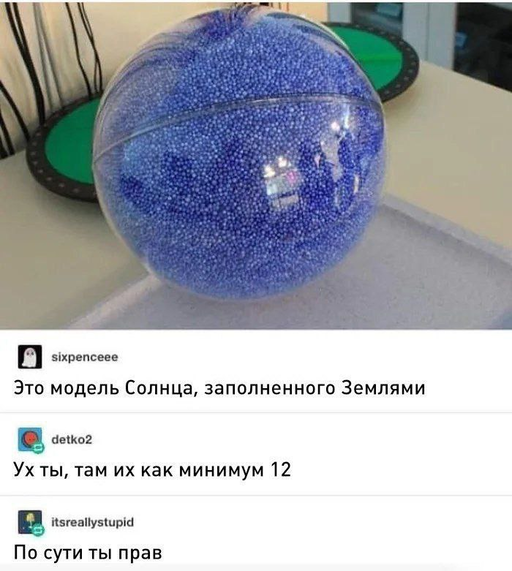 sixpenceee
Это модель Солнца, заполненного Землями
detko2
Ух ты, там их как минимум 12
itsreallystupid
По сути ты прав